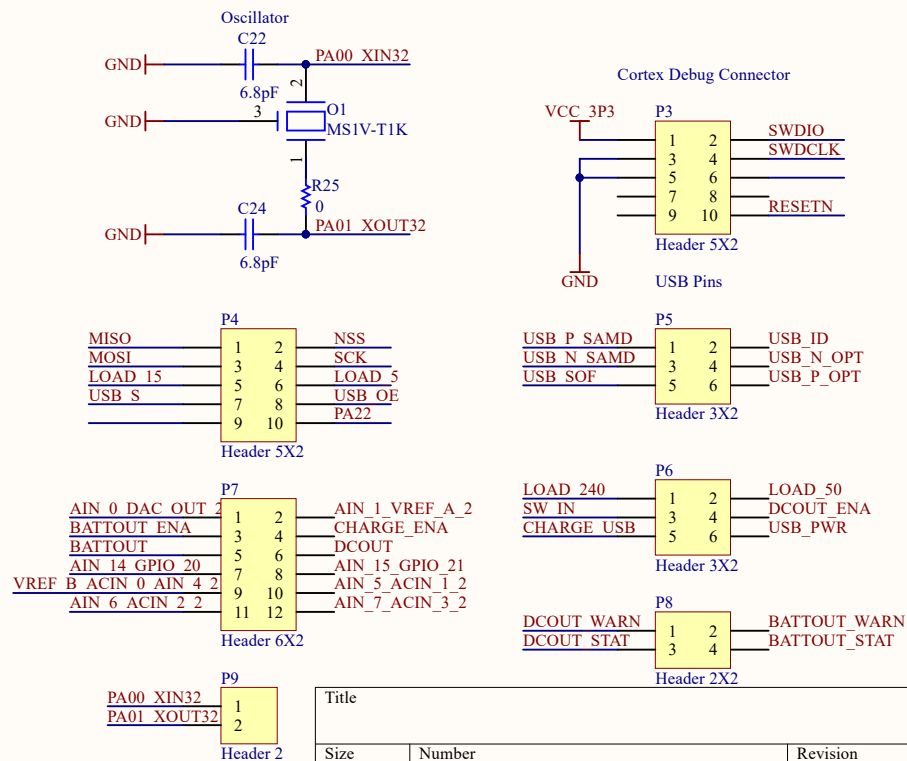 Oscillator
C22
GND
PA00_XIN32
6.8pF
2
3
GND
O1
MS1V-T1K
1
R25
0
C24
GND
PA01_XOUT32
6.8pF
Cortex Debug Connector
VCC_3P3
P3
1 2 SWDIO
3 4 SWDCLK
5 6
7 8
9 10 RESETN
Header 5X2
GND
P4
MISO 1 2 NSS
MOSI 3 4 SCK
LOAD_15 5 6 LOAD_5
USB_S 7 8 USB_OE
9 10 PA22
Header 5X2
USB Pins
P5
USB_P_SAMD 1 2 USB_ID
USB_N_SAMD 3 4 USB_N_OPT
USB_SOF 5 6 USB_P_OPT
Header 3X2
P7
AIN_0_DAC_OUT_2 1 2 AIN_1_VREF_A_2
BATTOUT_ENA 3 4 CHARGE_ENA
BATTOUT 5 6 DCOUT
AIN_14_GPIO_20 7 8 AIN_15_GPIO_21
VREF_B_ACIN_0_AIN_4_2 9 10 AIN_5_ACIN_1_2
AIN_6_ACIN_2_2 11 12 AIN_7_ACIN_3_2
Header 6X2
P6
LOAD_240 1 2 LOAD_50
SW_IN 3 4 DCOUT_ENA
CHARGE_USB 5 6 USB_PWR
Header 3X2
P8
DCOUT_WARN 1 2 BATTOUT_WARN
DCOUT_STAT 3 4 BATTOUT_STAT
Header 2X2
P9
PA00_XIN32 1
PA01_XOUT32 2
Header 2
Title
Size Number Revision